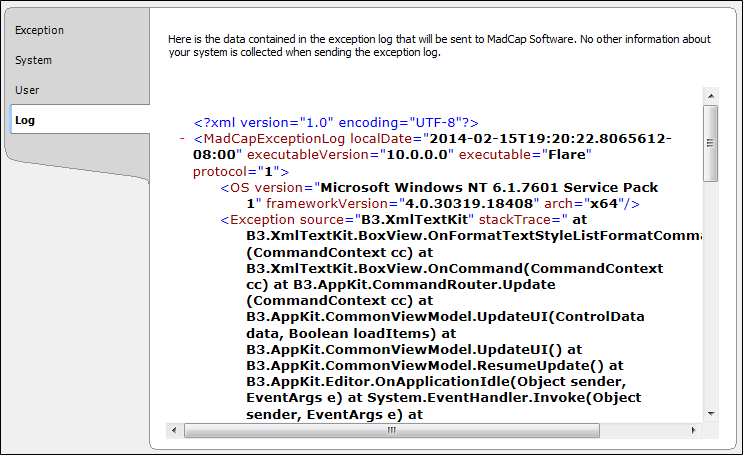 Exception
System
User
Log
Here is the data contained in the exception log that will be sent to MadCap Software. No other information about
your system is collected when sending the exception log.
<?xml version="1.0" encoding="UTF-8"?>
- <MadCapExceptionLog localDate="2014-02-15T19:20:22.8065612-
08:00" executableVersion="10.0.0.0" executable="Flare"
protocol="1">
<OS version="Microsoft Windows NT 6.1.7601 Service Pack
1" frameworkVersion="4.0.30319.18408" arch="x64"/>
<Exception source="B3.XmlTextKit" stackTrace=" at
B3.XmlTextKit.BoxView.OnFormatTextStyleListFormatComma
(CommandContext cc) at
B3.XmlTextKit.BoxView.OnCommand(CommandContext
cc) at B3.AppKit.CommandRouter.Update
(CommandContext cc) at
B3.AppKit.CommonViewModel.UpdateUI(ControlData
data, Boolean loadItems) at
B3.AppKit.CommonViewModel.UpdateUI() at
B3.AppKit.CommonViewModel.ResumeUpdate() at
B3.AppKit.Editor.OnApplicationIdle(Object sender,
EventArgs e) at System.EventHandler.Invoke(Object
sender, EventArgs e) at